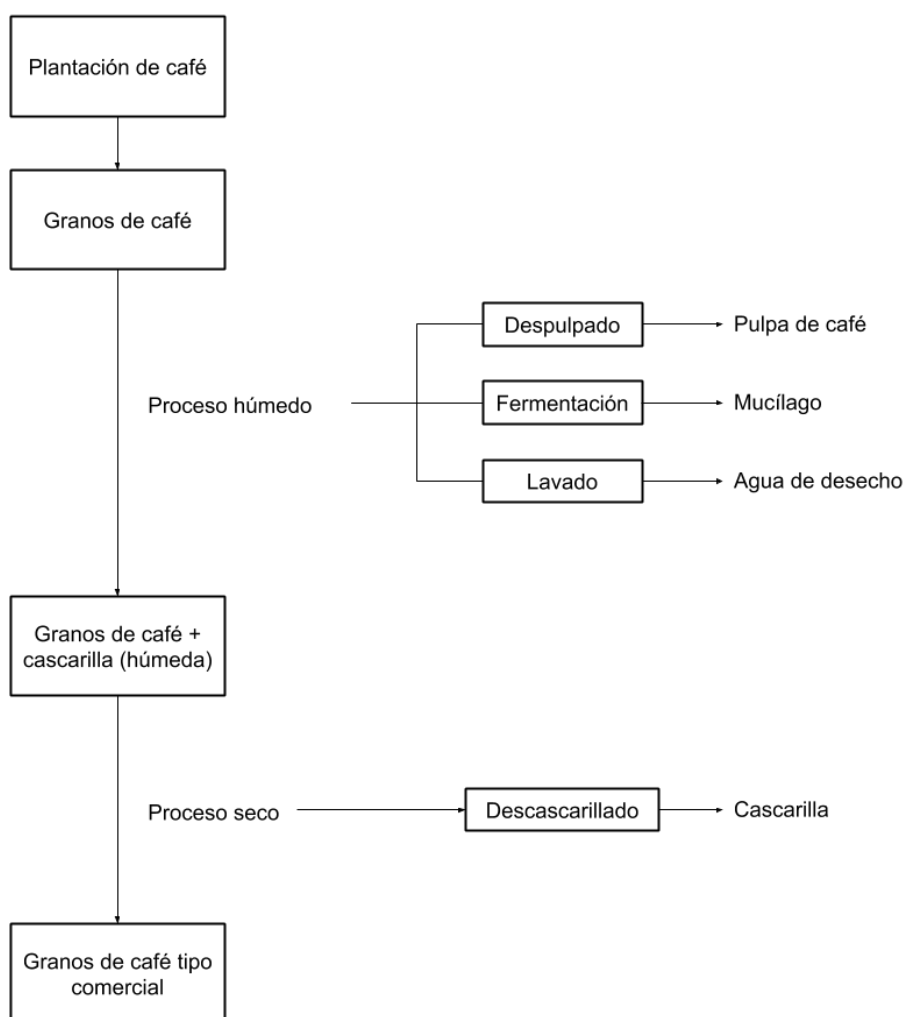 Plantación de café
Granos de café
Despulpado
Pulpa de café
Proceso húmedo
Fermentación
Mucílago
Lavado
Agua de desecho
Granos de café +
cascarilla (húmeda)
Proceso seco
Descascarillado
Cascarilla
Granos de café tipo
comercial